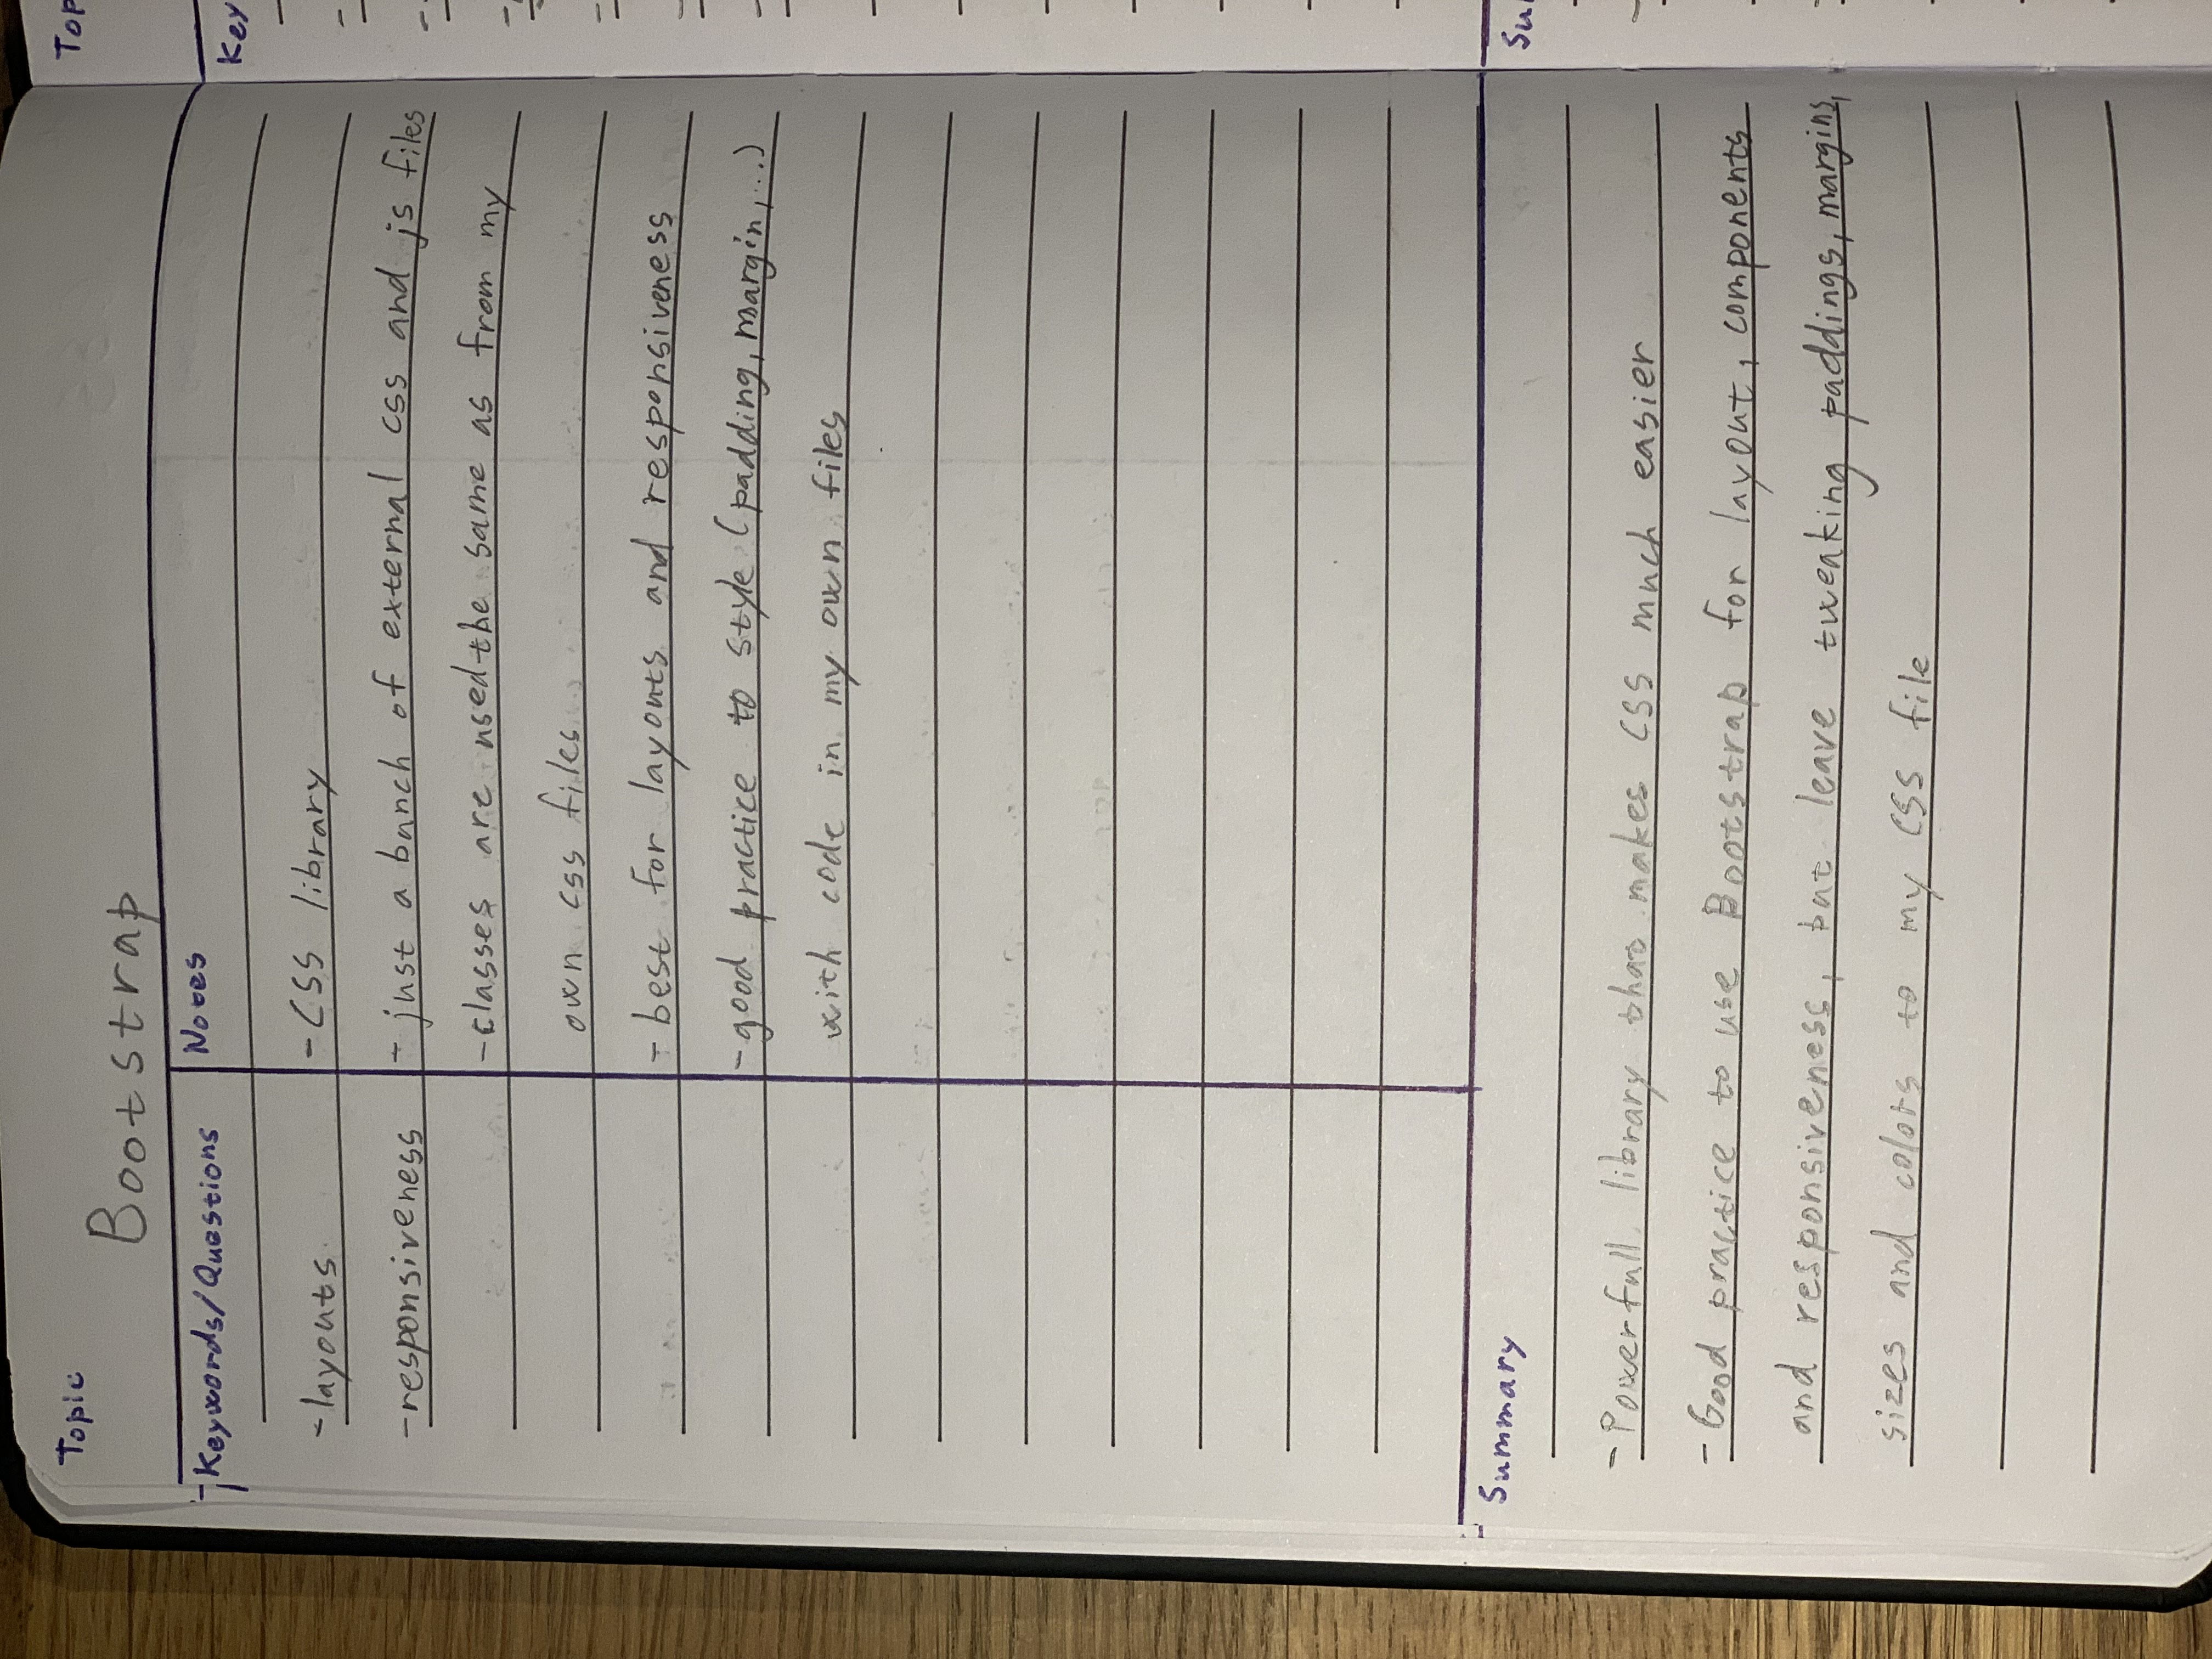 Topic
Bootstrap
Keywords/Questions
- layouts
- responsiveness
Notes
- CSS library
- just a bunch of external css and js files
- classes are used the same as from my
own css files
- best for layouts and responsiveness
- good practice to style (padding, margin, ...)
with code in my own files
Summary
- Powerfull library that makes CSS much easier
- Good practice to use Bootstrap for layout, components
and responsiveness, but leave tweaking paddings, margins,
sizes and colors to my CSS file
Top
Key
Su